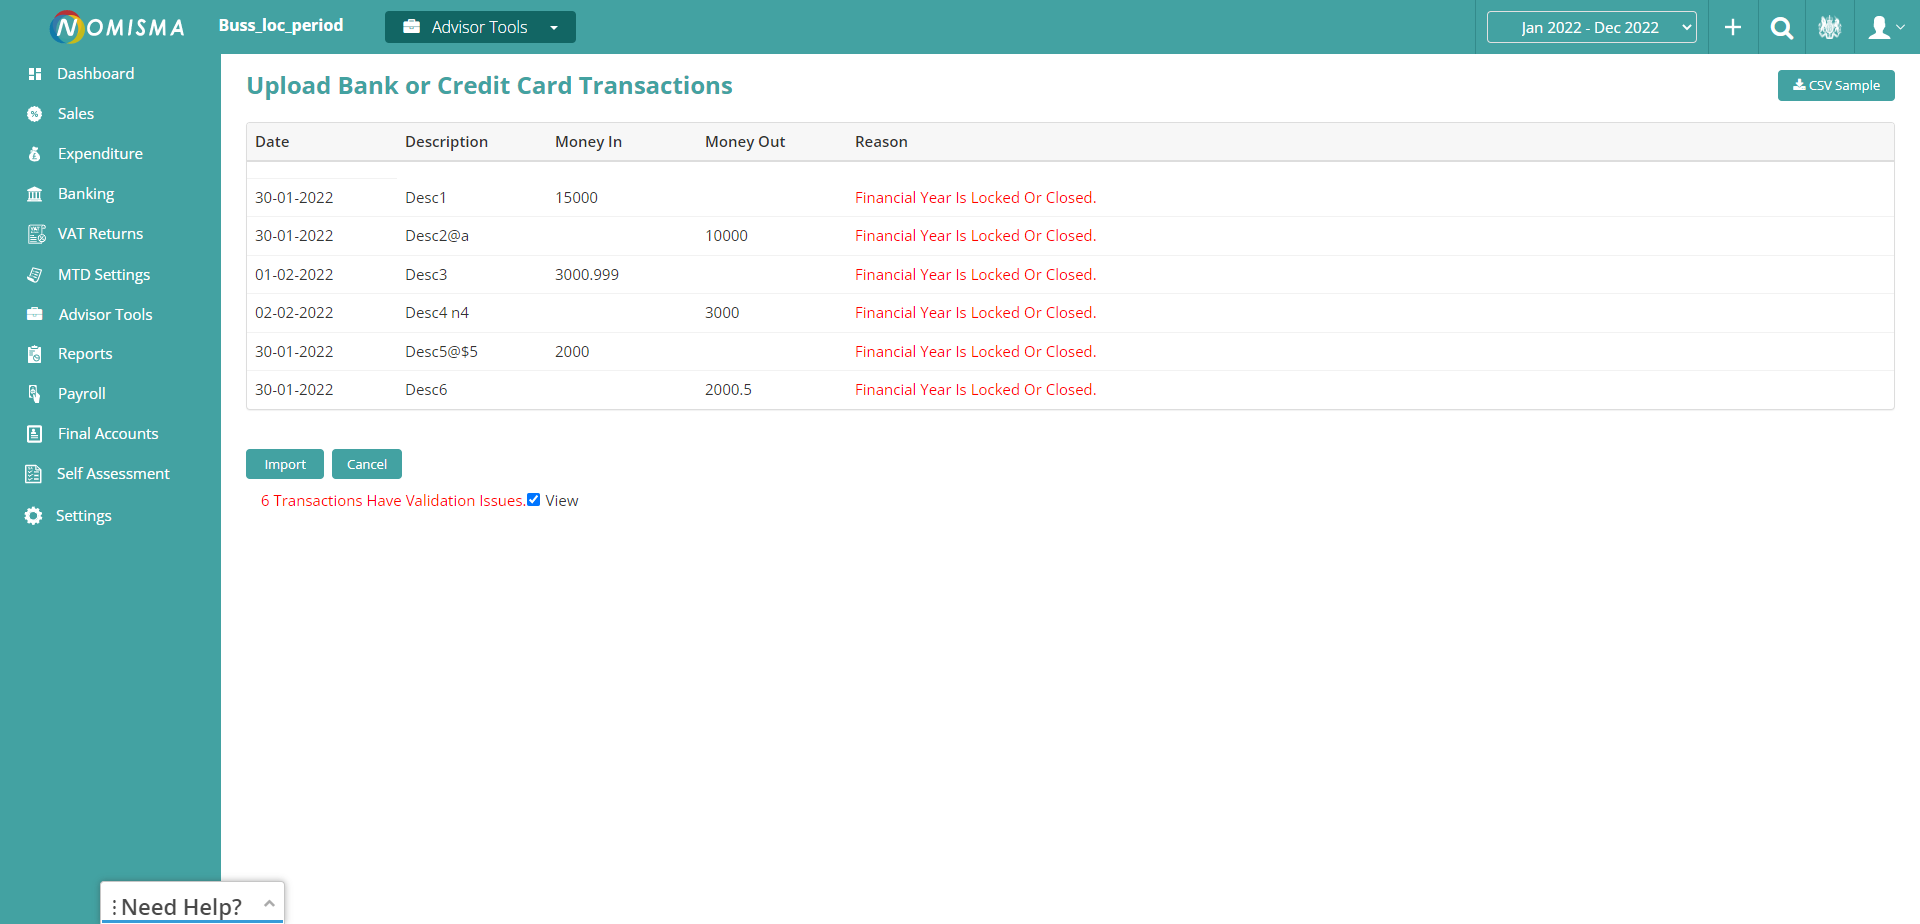 NOMISMA
Buss_loc_period
Advisor Tools
Jan 2022 - Dec 2022
Dashboard
Sales
Expenditure
Banking
VAT Returns
MTD Settings
Advisor Tools
Reports
Payroll
Final Accounts
Self Assessment
Settings
Upload Bank or Credit Card Transactions
CSV Sample
Date Description Money In Money Out Reason
30-01-2022 Desc1 15000 Financial Year Is Locked Or Closed.
30-01-2022 Desc2@a 10000 Financial Year Is Locked Or Closed.
01-02-2022 Desc3 3000.999 Financial Year Is Locked Or Closed.
02-02-2022 Desc4 n4 3000 Financial Year Is Locked Or Closed.
30-01-2022 Desc5@$5 2000 Financial Year Is Locked Or Closed.
30-01-2022 Desc6 2000.5 Financial Year Is Locked Or Closed.
Import Cancel
6 Transactions Have Validation Issues. View
Need Help?